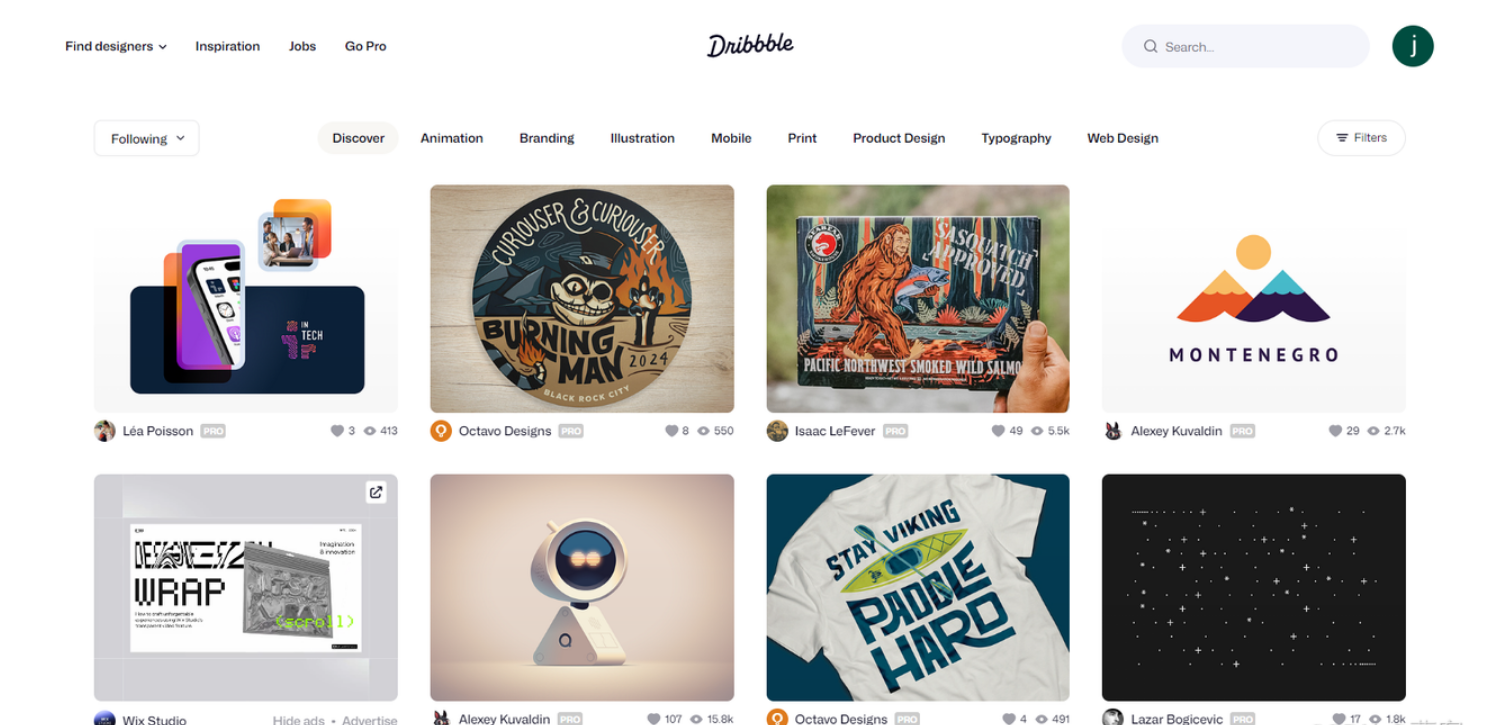 Find designers Inspiration Jobs Go Pro Dribbble Search... j
Following Discover Animation Branding Illustration Mobile Print Product Design Typography Web Design Filters
IN
TECH
CURIOUSER & CURIOUSER
BURNING
MAN
2024
BLACK ROCK CITY
SEABEAR
SASQUATCH
APPROVED
PACIFIC NORTHWEST SMOKED WILD SALMO
MONTENEGRO
Léa Poisson PRO 3 413
Octavo Designs PRO 8 550
Isaac LeFever PRO 49 5.5k
Alexey Kuvaldin PRO 29 2.7k
Imagination
& innovation
WRAP
(scroll)
Q
STAY VIKING
PADDLE
HARD
Wix Studio Hide ads • Advertise
Alexey Kuvaldin PRO 107 15.8k
Octavo Designs PRO 4 491
Lazar Bogicevic PRO 17 1.8k